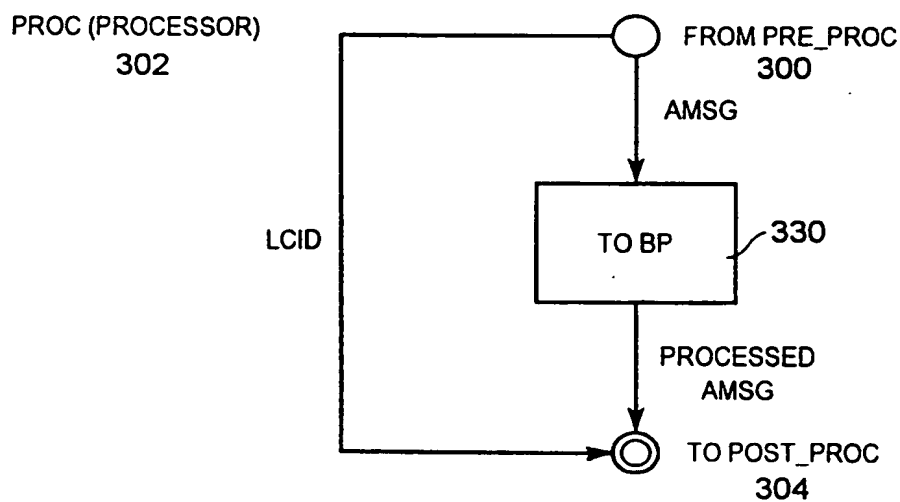 PROC (PROCESSOR)
302
FROM PRE_PROC
300
AMSG
LCID
TO BP
330
PROCESSED
AMSG
TO POST_PROC
304